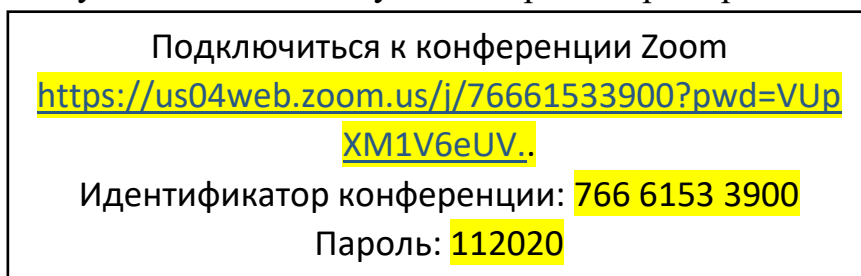 Подключиться к конференции Zoom
https://us04web.zoom.us/j/76661533900?pwd=VUp
XM1V6eUV..
Идентификатор конференции: 766 6153 3900
Пароль: 112020